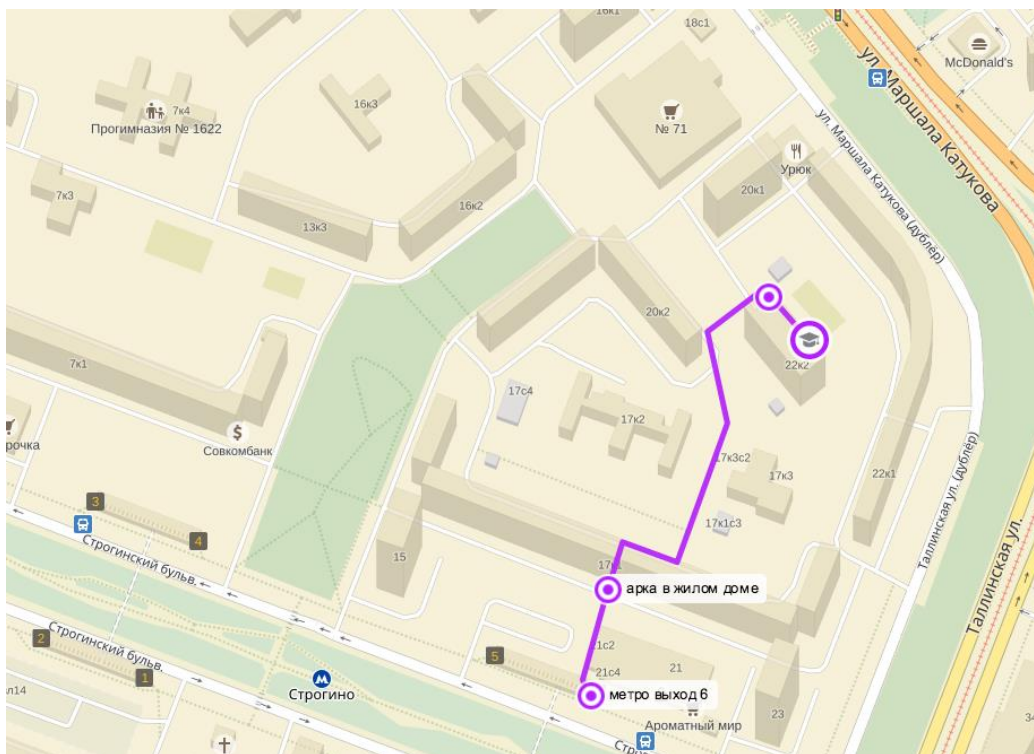 16к1
18с1
McDonald's
ул. Маршала Катукова
7к4
Прогимназия № 1622
16к3
№ 71
ул. Маршала Катукова (дублёр)
Урюк
20к1
7к3
16к2
13к3
20к2
22к2
7к1
17с4
17к2
Совкомбанк
17к3с2
17к3
22к1
3
4
17к1с3
Таллинская ул. (дублёр)
Таллинская ул.
Строгинский бульв.
15
17к1
арка в жилом доме
2
1
Строгинский бульв.
5
21с2
21с4
21
Строгино
метро выход 6
Ароматный мир
23